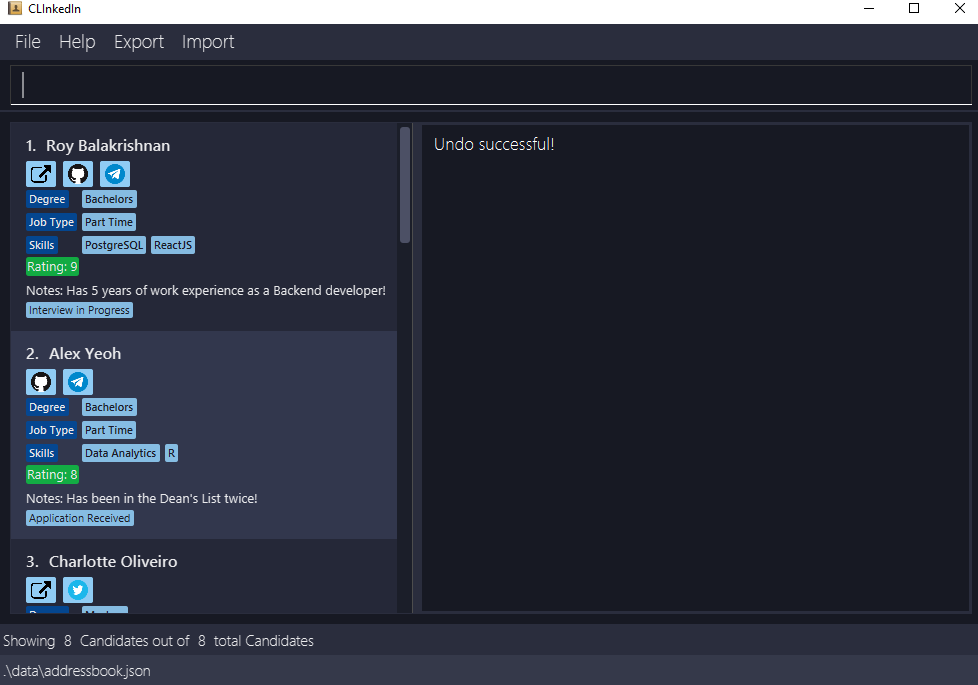 CLInkedIn
File Help Export Import
1. Roy Balakrishnan
Degree Bachelors
Job Type Part Time
Skills PostgreSQL ReactJS
Rating: 9
Notes: Has 5 years of work experience as a Backend developer!
Interview in Progress
2. Alex Yeoh
Degree Bachelors
Job Type Part Time
Skills Data Analytics R
Rating: 8
Notes: Has been in the Dean's List twice!
Application Received
3. Charlotte Oliveiro
Undo successful!
Showing 8 Candidates out of 8 total Candidates
.\data\addressbook.json